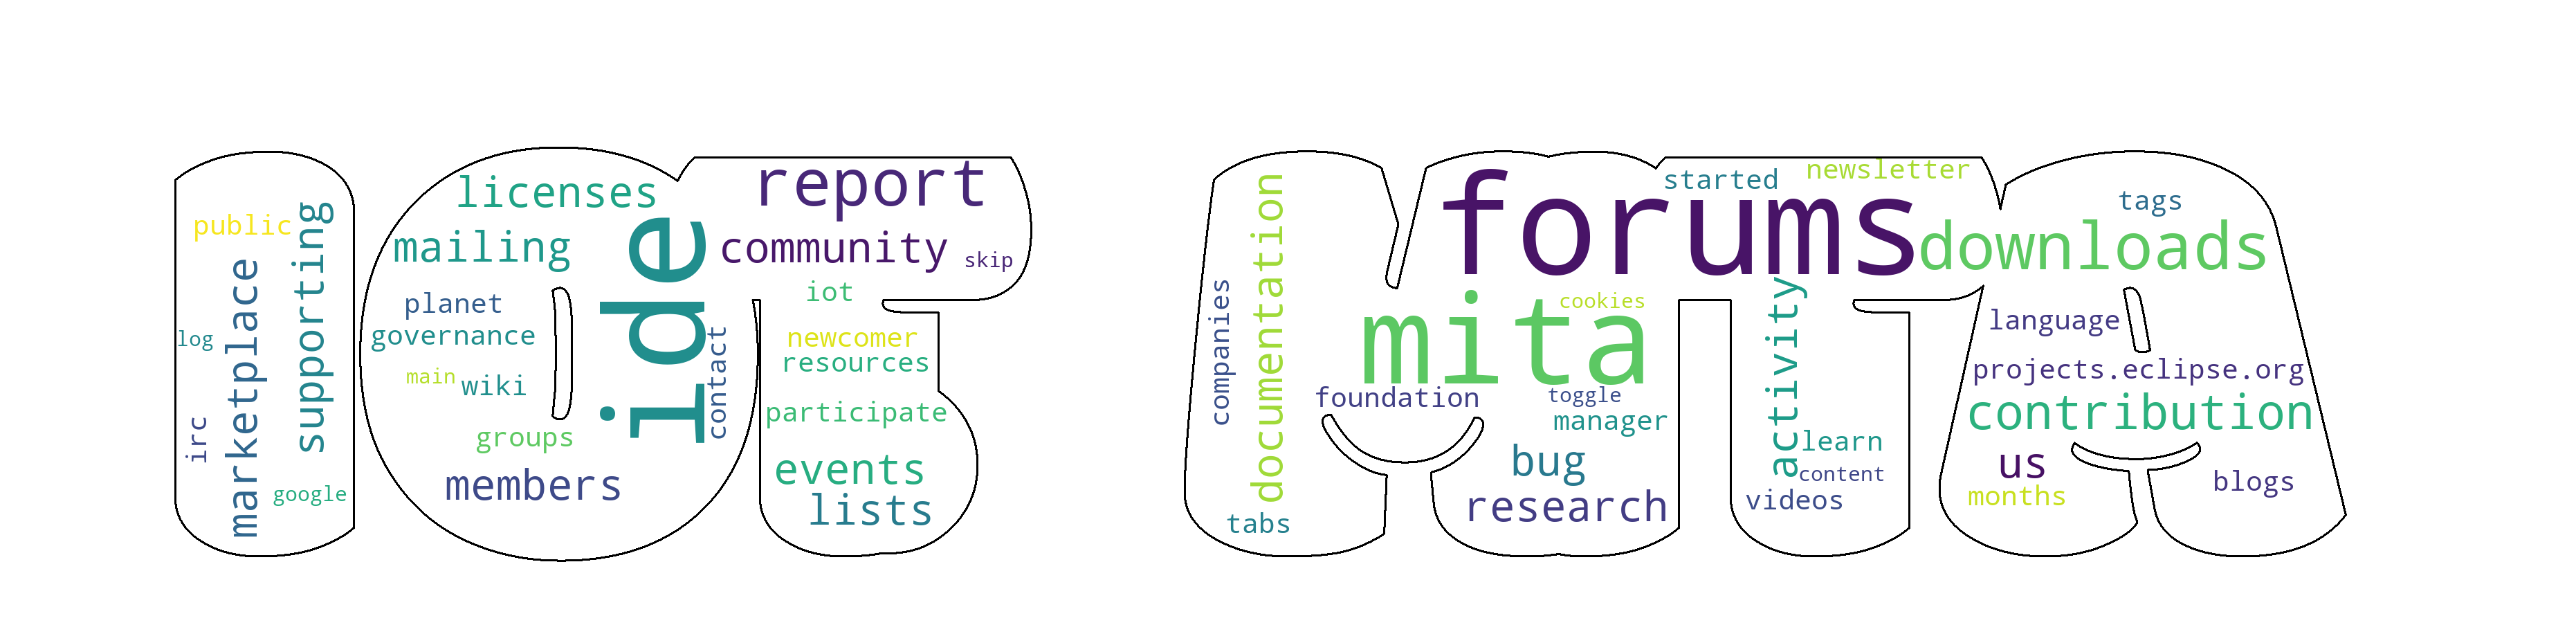 public
supporting
marketplace
log
irc
google
licenses
mailing
planet
governance
main
wiki
groups
members
ide
contact
report
community
skip
iot
newcomer
resources
participate
events
lists
documentation
companies
tabs
forums
mita
cookies
foundation
toggle
manager
bug
research
started
newsletter
activity
learn
content
videos
tags
downloads
language
projects.eclipse.org
contribution
us
months
blogs